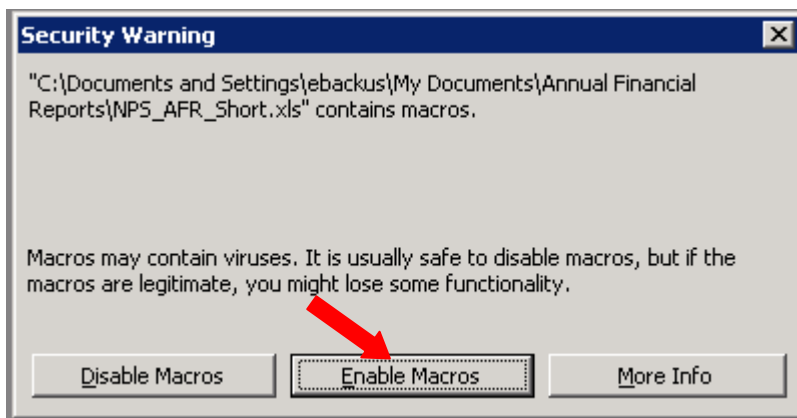 Security Warning
"C:\Documents and Settings\ebackus\My Documents\Annual Financial
Reports\NPS_AFR_Short.xls" contains macros.
Macros may contain viruses. It is usually safe to disable macros, but if the
macros are legitimate, you might lose some functionality.
Disable Macros
Enable Macros
More Info